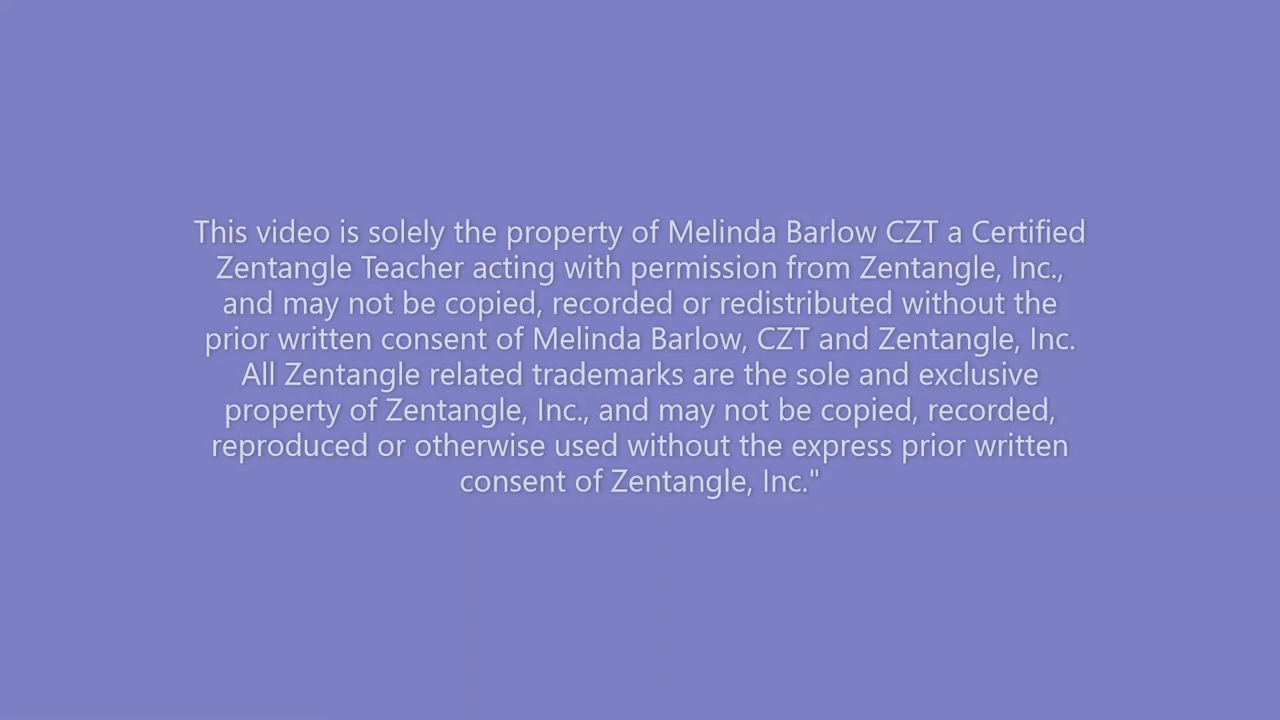 This video is solely the property of Melinda Barlow CZT a Certified
Zentangle Teacher acting with permission from Zentangle, Inc.,
and may not be copied, recorded or redistributed without the
prior written consent of Melinda Barlow, CZT and Zentangle, Inc.
All Zentangle related trademarks are the sole and exclusive
property of Zentangle, Inc., and may not be copied, recorded,
reproduced or otherwise used without the express prior written
consent of Zentangle, Inc."